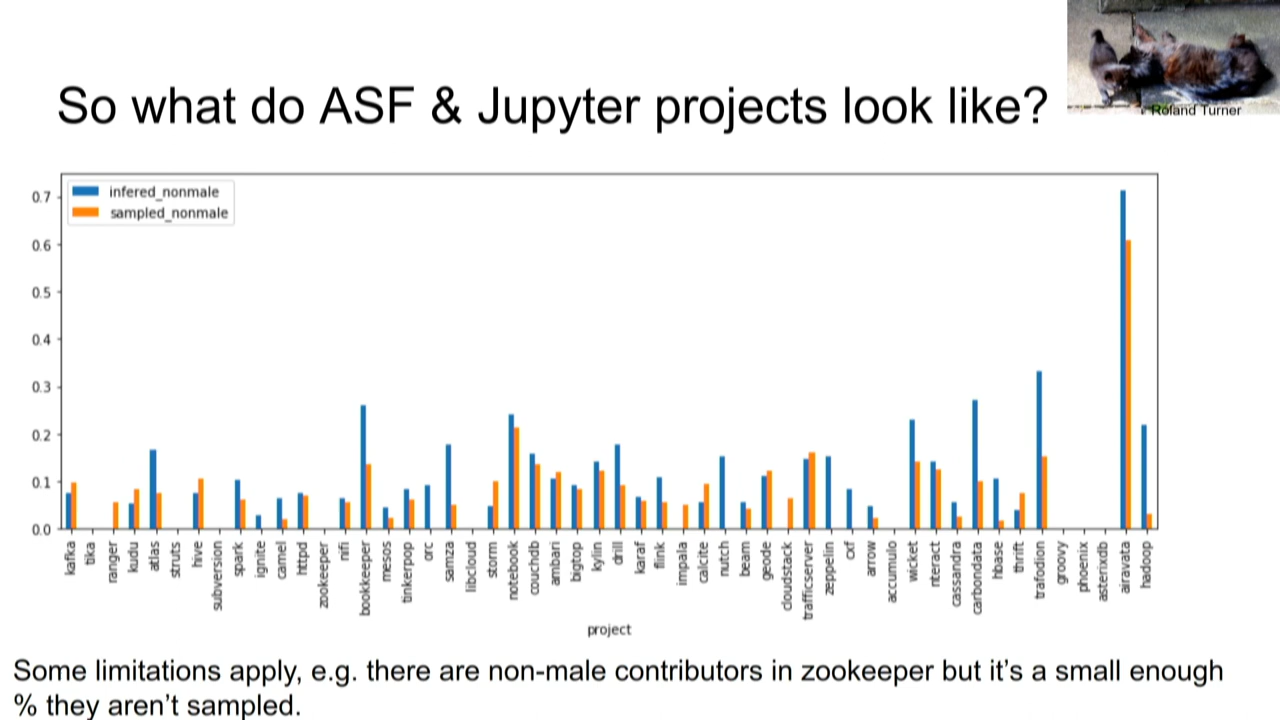 So what do ASF & Jupyter projects look like?
Roland Turner
infered_nonmale
sampled_nonmale
0.7
0.6
0.5
0.4
0.3
0.2
0.1
0.0
kafka
tika
ranger
kudu
atlas
struts
hive
subversion
spark
ignite
camel
httpd
zookeeper
nifi
bookkeeper
mesos
tinkerpop
orc
samza
libcloud
storm
notebook
couchdb
ambari
bigtop
kylin
drill
karaf
flink
impala
calcite
nutch
beam
geode
cloudstack
trafficserver
zeppelin
cxf
arrow
accumulo
wicket
nteract
cassandra
carbondata
hbase
thrift
trafodion
groovy
phoenix
asterixdb
airavata
hadoop
project
Some limitations apply, e.g. there are non-male contributors in zookeeper but it's a small enough
% they aren't sampled.